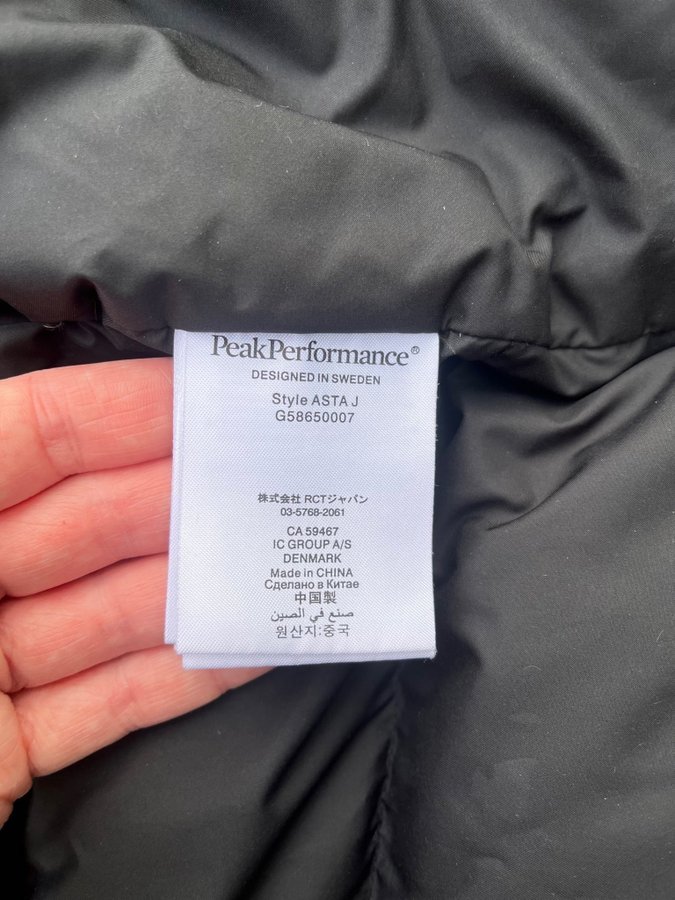 PeakPerformance®
DESIGNED IN SWEDEN
Style ASTA J
G58650007
株式会社 RCTジャパン
03-5768-2061
CA 59467
IC GROUP A/S
DENMARK
Made in CHINA
Сделано в Китае
中国製
صنع في الصين
원산지:중국